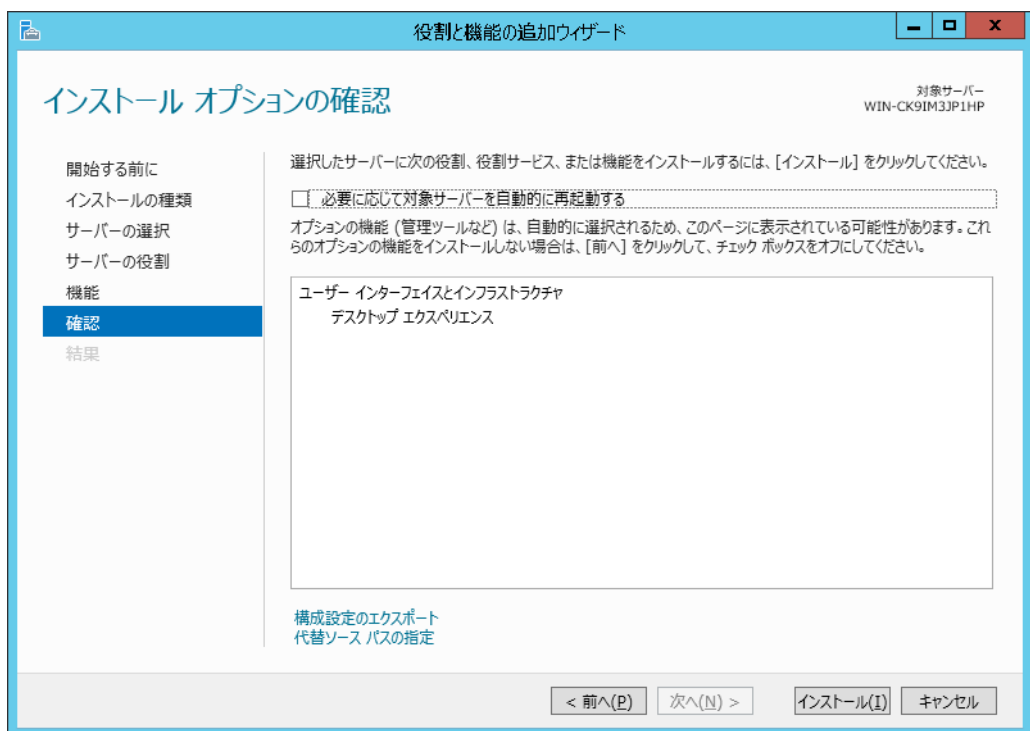 役割と機能の追加ウィザード
インストール オプションの確認
対象サーバー
WIN-CK9IM3JP1HP
開始する前に
インストールの種類
サーバーの選択
サーバーの役割
機能
確認
結果
選択したサーバーに次の役割、役割サービス、または機能をインストールするには、[インストール] をクリックしてください。
必要に応じて対象サーバーを自動的に再起動する
オプションの機能 (管理ツールなど) は、自動的に選択されるため、このページに表示されている可能性があります。これ
らのオプションの機能をインストールしない場合は、[前へ] をクリックして、チェック ボックスをオフにしてください。
ユーザー インターフェイスとインフラストラクチャ
デスクトップ エクスペリエンス
構成設定のエクスポート
代替ソース パスの指定
< 前へ(P)
次へ(N) >
インストール(I)
キャンセル